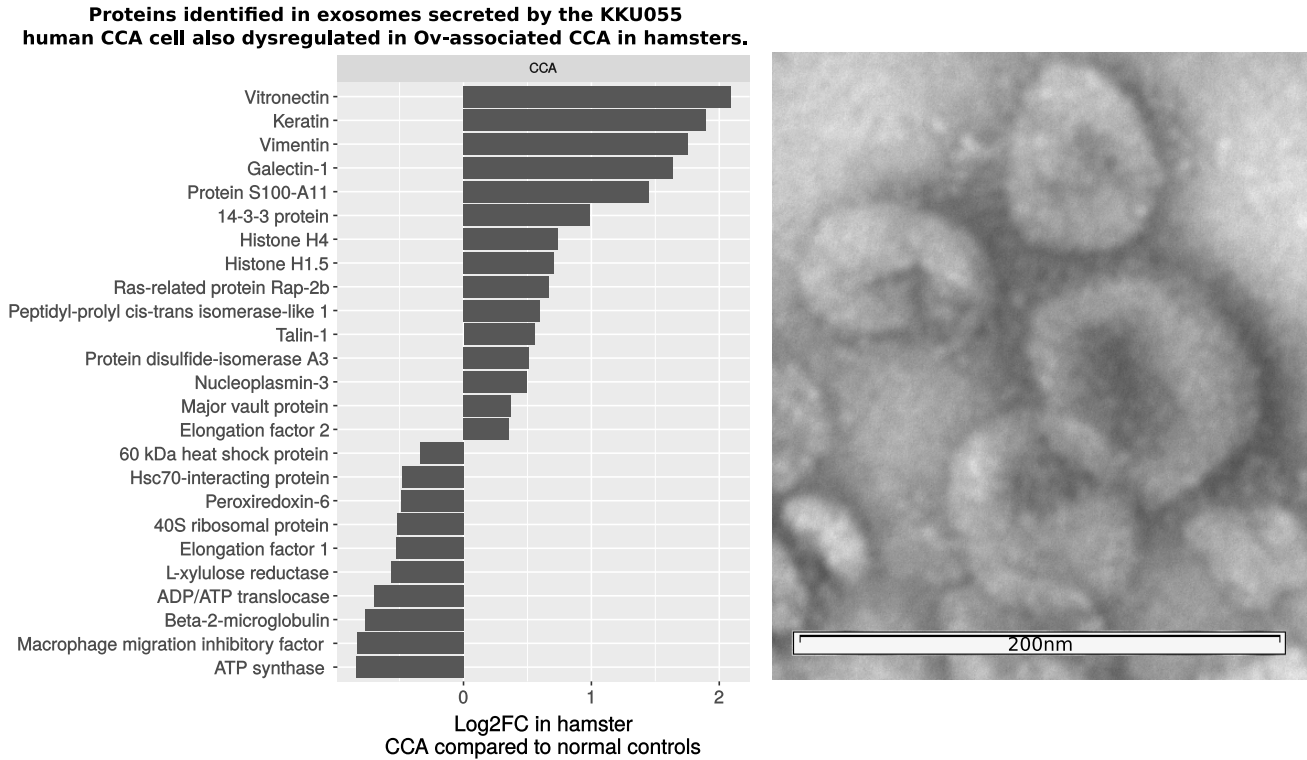 Proteins identified in exosomes secreted by the KKU055
human CCA cell also dysregulated in Ov-associated CCA in hamsters.
CCA
Vitronectin
Keratin
Vimentin
Galectin-1
Protein S100-A11
14-3-3 protein
Histone H4
Histone H1.5
Ras-related protein Rap-2b
Peptidyl-prolyl cis-trans isomerase-like 1
Talin-1
Protein disulfide-isomerase A3
Nucleoplasmin-3
Major vault protein
Elongation factor 2
60 kDa heat shock protein
Hsc70-interacting protein
Peroxiredoxin-6
40S ribosomal protein
Elongation factor 1
L-xylulose reductase
ADP/ATP translocase
Beta-2-microglobulin
Macrophage migration inhibitory factor
ATP synthase
0 1 2
Log2FC in hamster
CCA compared to normal controls
200nm